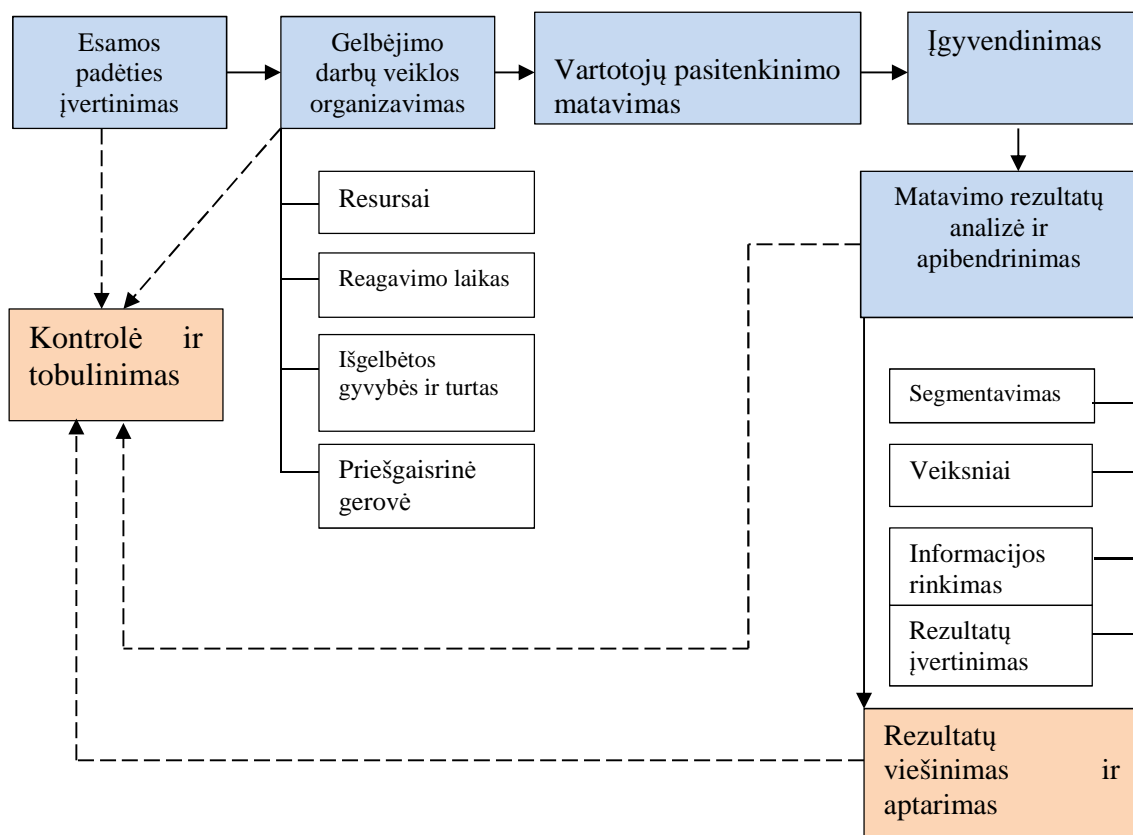 Esamos
padėties
įvertinimas
Gelbėjimo
darbų veiklos
organizavimas
Vartotojų pasitenkinimo
matavimas
Įgyvendinimas
Resursai
Reagavimo laikas
Išgelbėtos
gyvybės ir turtas
Priešgaisrinė
gerovė
Matavimo rezultatų
analizė ir
apibendrinimas
Kontrolė ir
tobulinimas
Segmentavimas
Veiksniai
Informacijos
rinkimas
Rezultatų
įvertinimas
Rezultatų
viešinimas ir
aptarimas